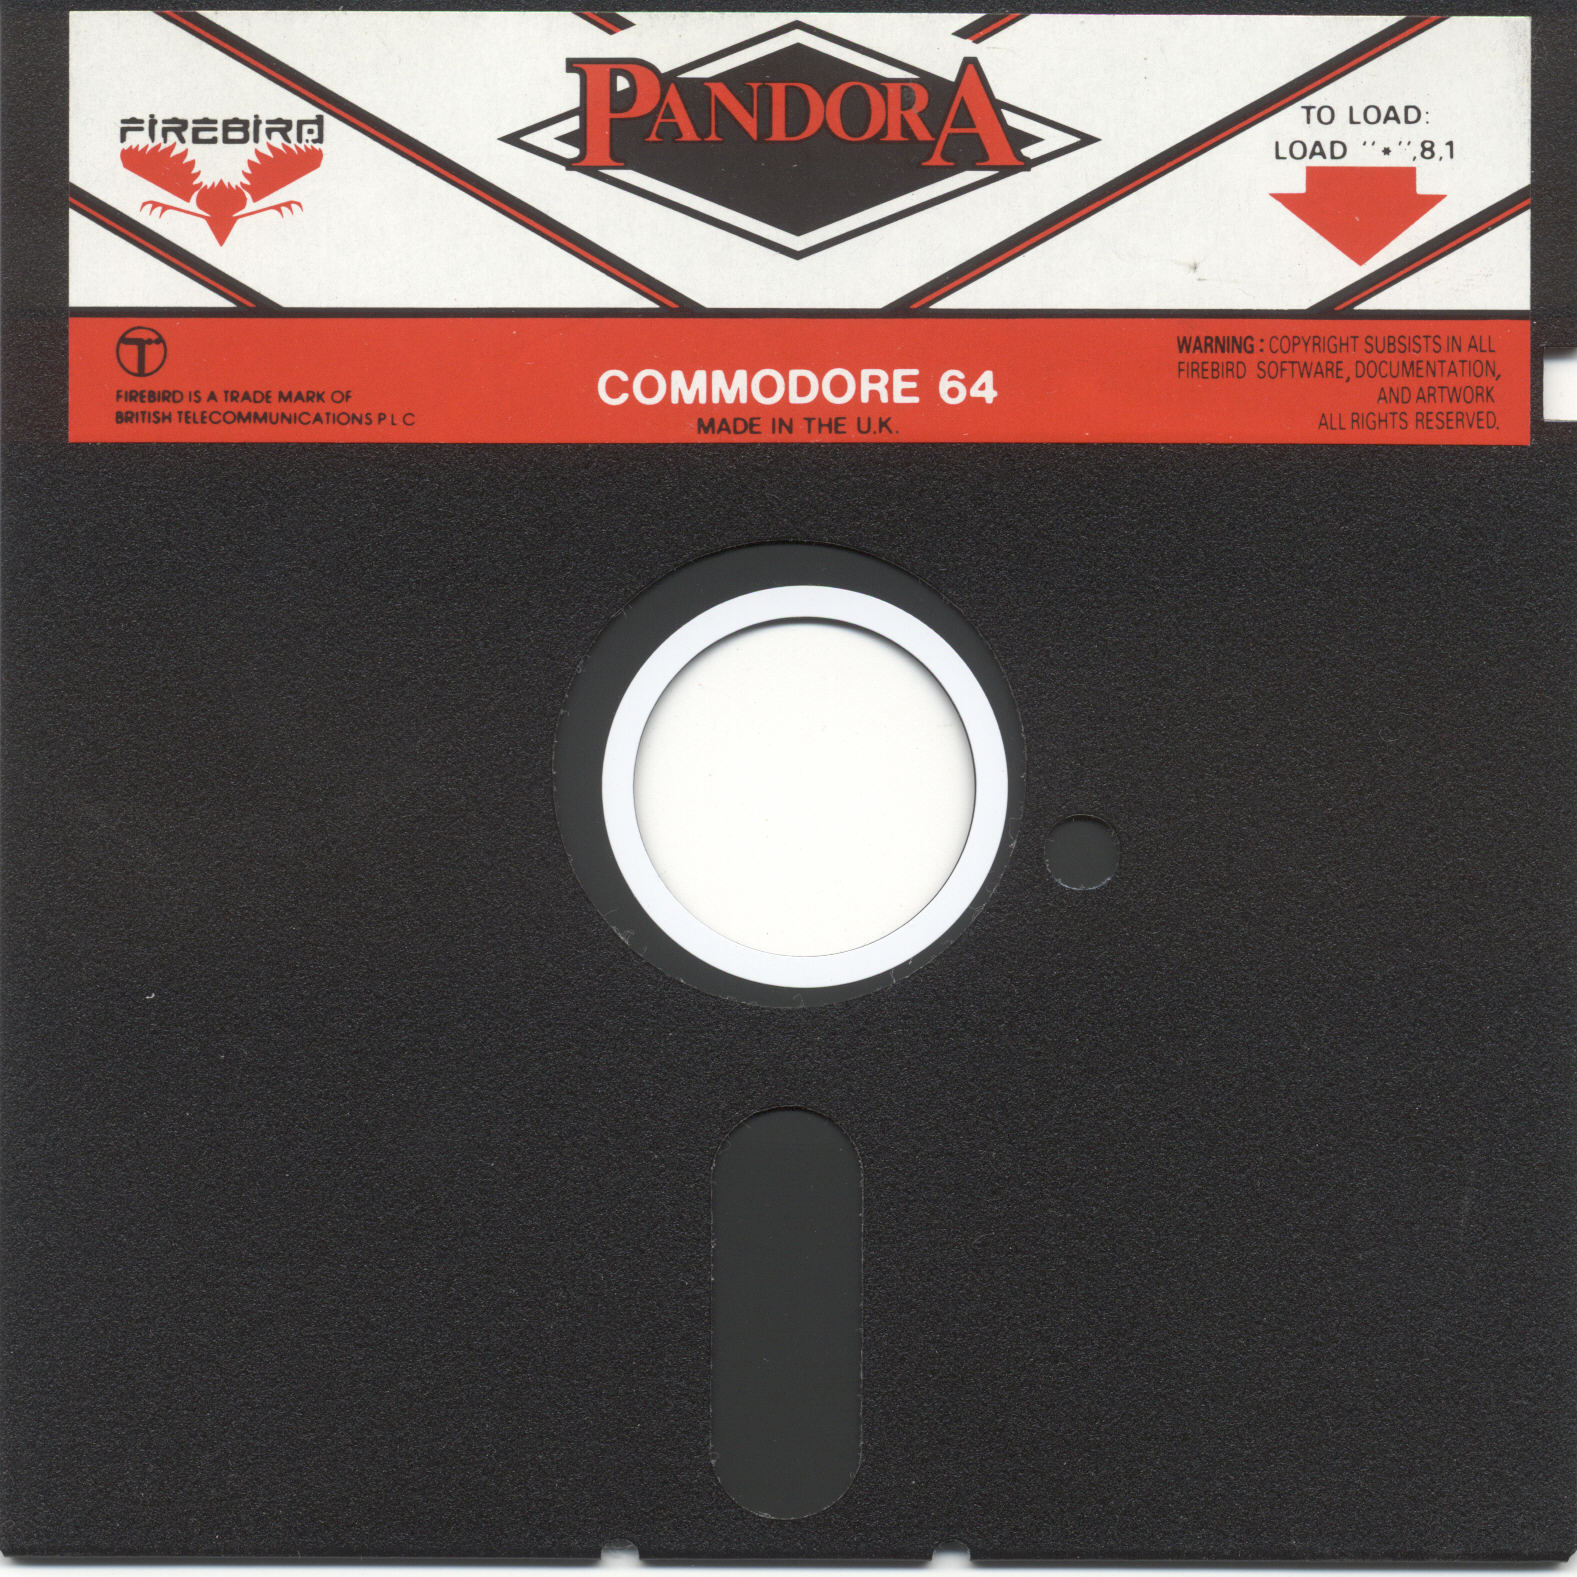 PANDORA
FIREBIRD
TO LOAD:
LOAD "*",8,1
T
FIREBIRD IS A TRADE MARK OF
BRITISH TELECOMMUNICATIONS P L C
COMMODORE 64
MADE IN THE U.K.
WARNING : COPYRIGHT SUBSISTS IN ALL
FIREBIRD SOFTWARE, DOCUMENTATION,
AND ARTWORK
ALL RIGHTS RESERVED.